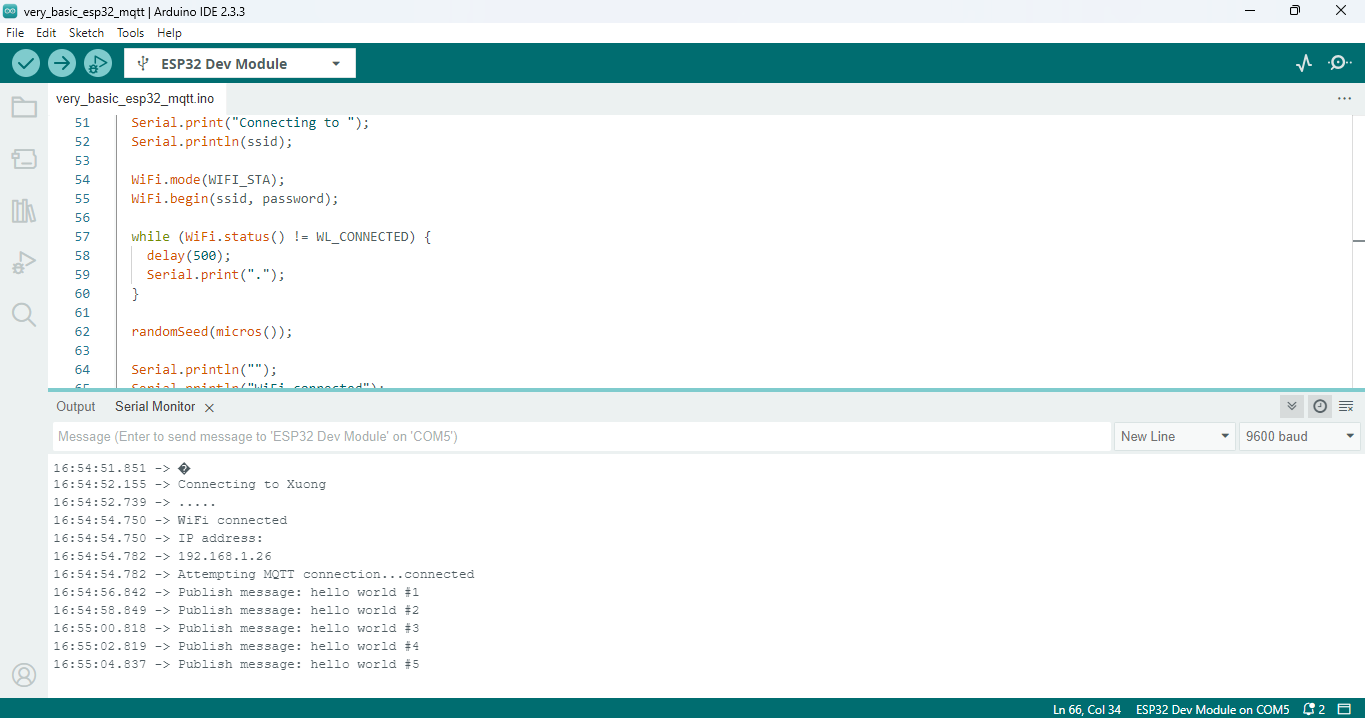 very_basic_esp32_mqtt | Arduino IDE 2.3.3
File Edit Sketch Tools Help
ESP32 Dev Module
very_basic_esp32_mqtt.ino
51 Serial.print("Connecting to ");
52 Serial.println(ssid);
53
54 WiFi.mode(WIFI_STA);
55 WiFi.begin(ssid, password);
56
57 while (WiFi.status() != WL_CONNECTED) {
58 delay(500);
59 Serial.print(".");
60 }
61
62 randomSeed(micros());
63
64 Serial.println("");
65 Serial.println("WiFi connected");
Output Serial Monitor
Message (Enter to send message to 'ESP32 Dev Module' on 'COM5') New Line 9600 baud
16:54:51.851 -> �
16:54:52.155 -> Connecting to Xuong
16:54:52.739 -> .....
16:54:54.750 -> WiFi connected
16:54:54.750 -> IP address:
16:54:54.782 -> 192.168.1.26
16:54:54.782 -> Attempting MQTT connection...connected
16:54:56.842 -> Publish message: hello world #1
16:54:58.849 -> Publish message: hello world #2
16:55:00.818 -> Publish message: hello world #3
16:55:02.819 -> Publish message: hello world #4
16:55:04.837 -> Publish message: hello world #5
Ln 66, Col 34 ESP32 Dev Module on COM5 2